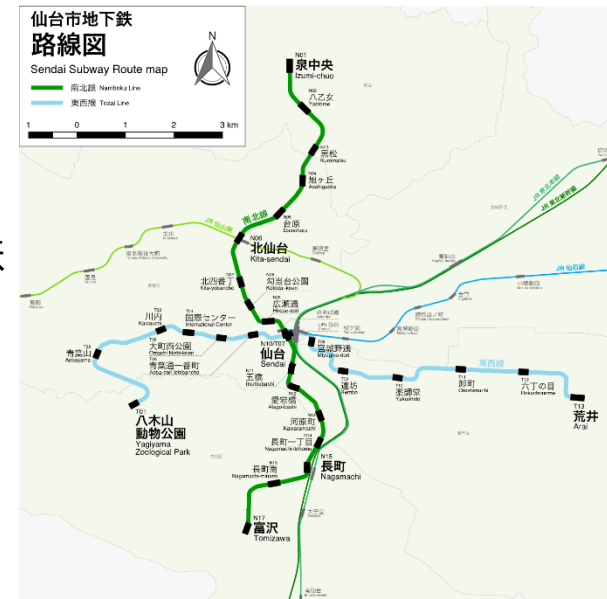 仙台市地下鉄
路線図
Sendai Subway Route map
N
南北線 Namboku Line
東西線 Tozai Line
1 0 1 2 3 km
N01
泉中央
Izumi-chuo
N02
八乙女
Yaotome
N03
黒松
Kuromatsu
N04
旭ヶ丘
Asahigaoka
N05
台原
Dainohara
南北線
JR 仙山線
N06
北仙台
Kita-sendai
JR 東北本線
JR 東北新幹線
JR 仙石線
N07
北四番丁
Kita-yobancho
N08
勾当台公園
Kotodai-koen
N09
広瀬通
Hirose-dori
T03
川内
Kawauchi
T04
国際センター
International Center
T05
大町西公園
Omachi Nishi-koen
T06
青葉通一番町
Aoba-dori Ichibancho
T02
青葉山
Aobayama
T01
八木山
動物公園
Yagiyama
Zoological Park
N10/T07
仙台
Sendai
T08
宮城野通
Miyagino-dori
東西線
T09
連坊
Rembo
T10
薬師堂
Yakushido
T11
卸町
Oroshimachi
T12
六丁の目
Rokuchonome
T13
荒井
Arai
N11
五橋
Itsutsubashi
N12
愛宕橋
Atago-bashi
N13
河原町
Kawaramachi
N14
長町一丁目
Nagamachi-itchome
N15
長町
Nagamachi
N16
長町南
Nagamachi-minami
N17
富沢
Tomizawa